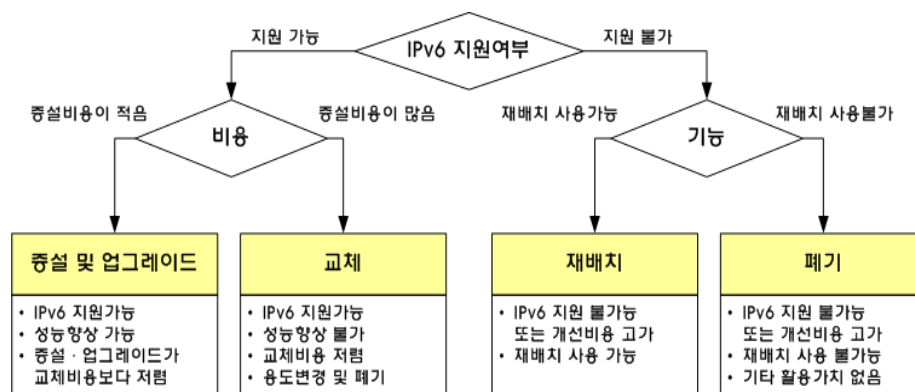 IPv6 지원여부
지원 가능
지원 불가
비용
증설비용이 적음
증설비용이 많음
기능
재배치 사용가능
재배치 사용불가
증설 및 업그레이드
• IPv6 지원가능
• 성능향상 가능
• 증설 · 업그레이드가
교체비용보다 저렴
교체
• IPv6 지원가능
• 성능향상 불가
• 교체비용 저렴
• 용도변경 및 폐기
재배치
• IPv6 지원 불가능
또는 개선비용 고가
• 재배치 사용 가능
폐기
• IPv6 지원 불가능
또는 개선비용 고가
• 재배치 사용 불가능
• 기타 활용가치 없음